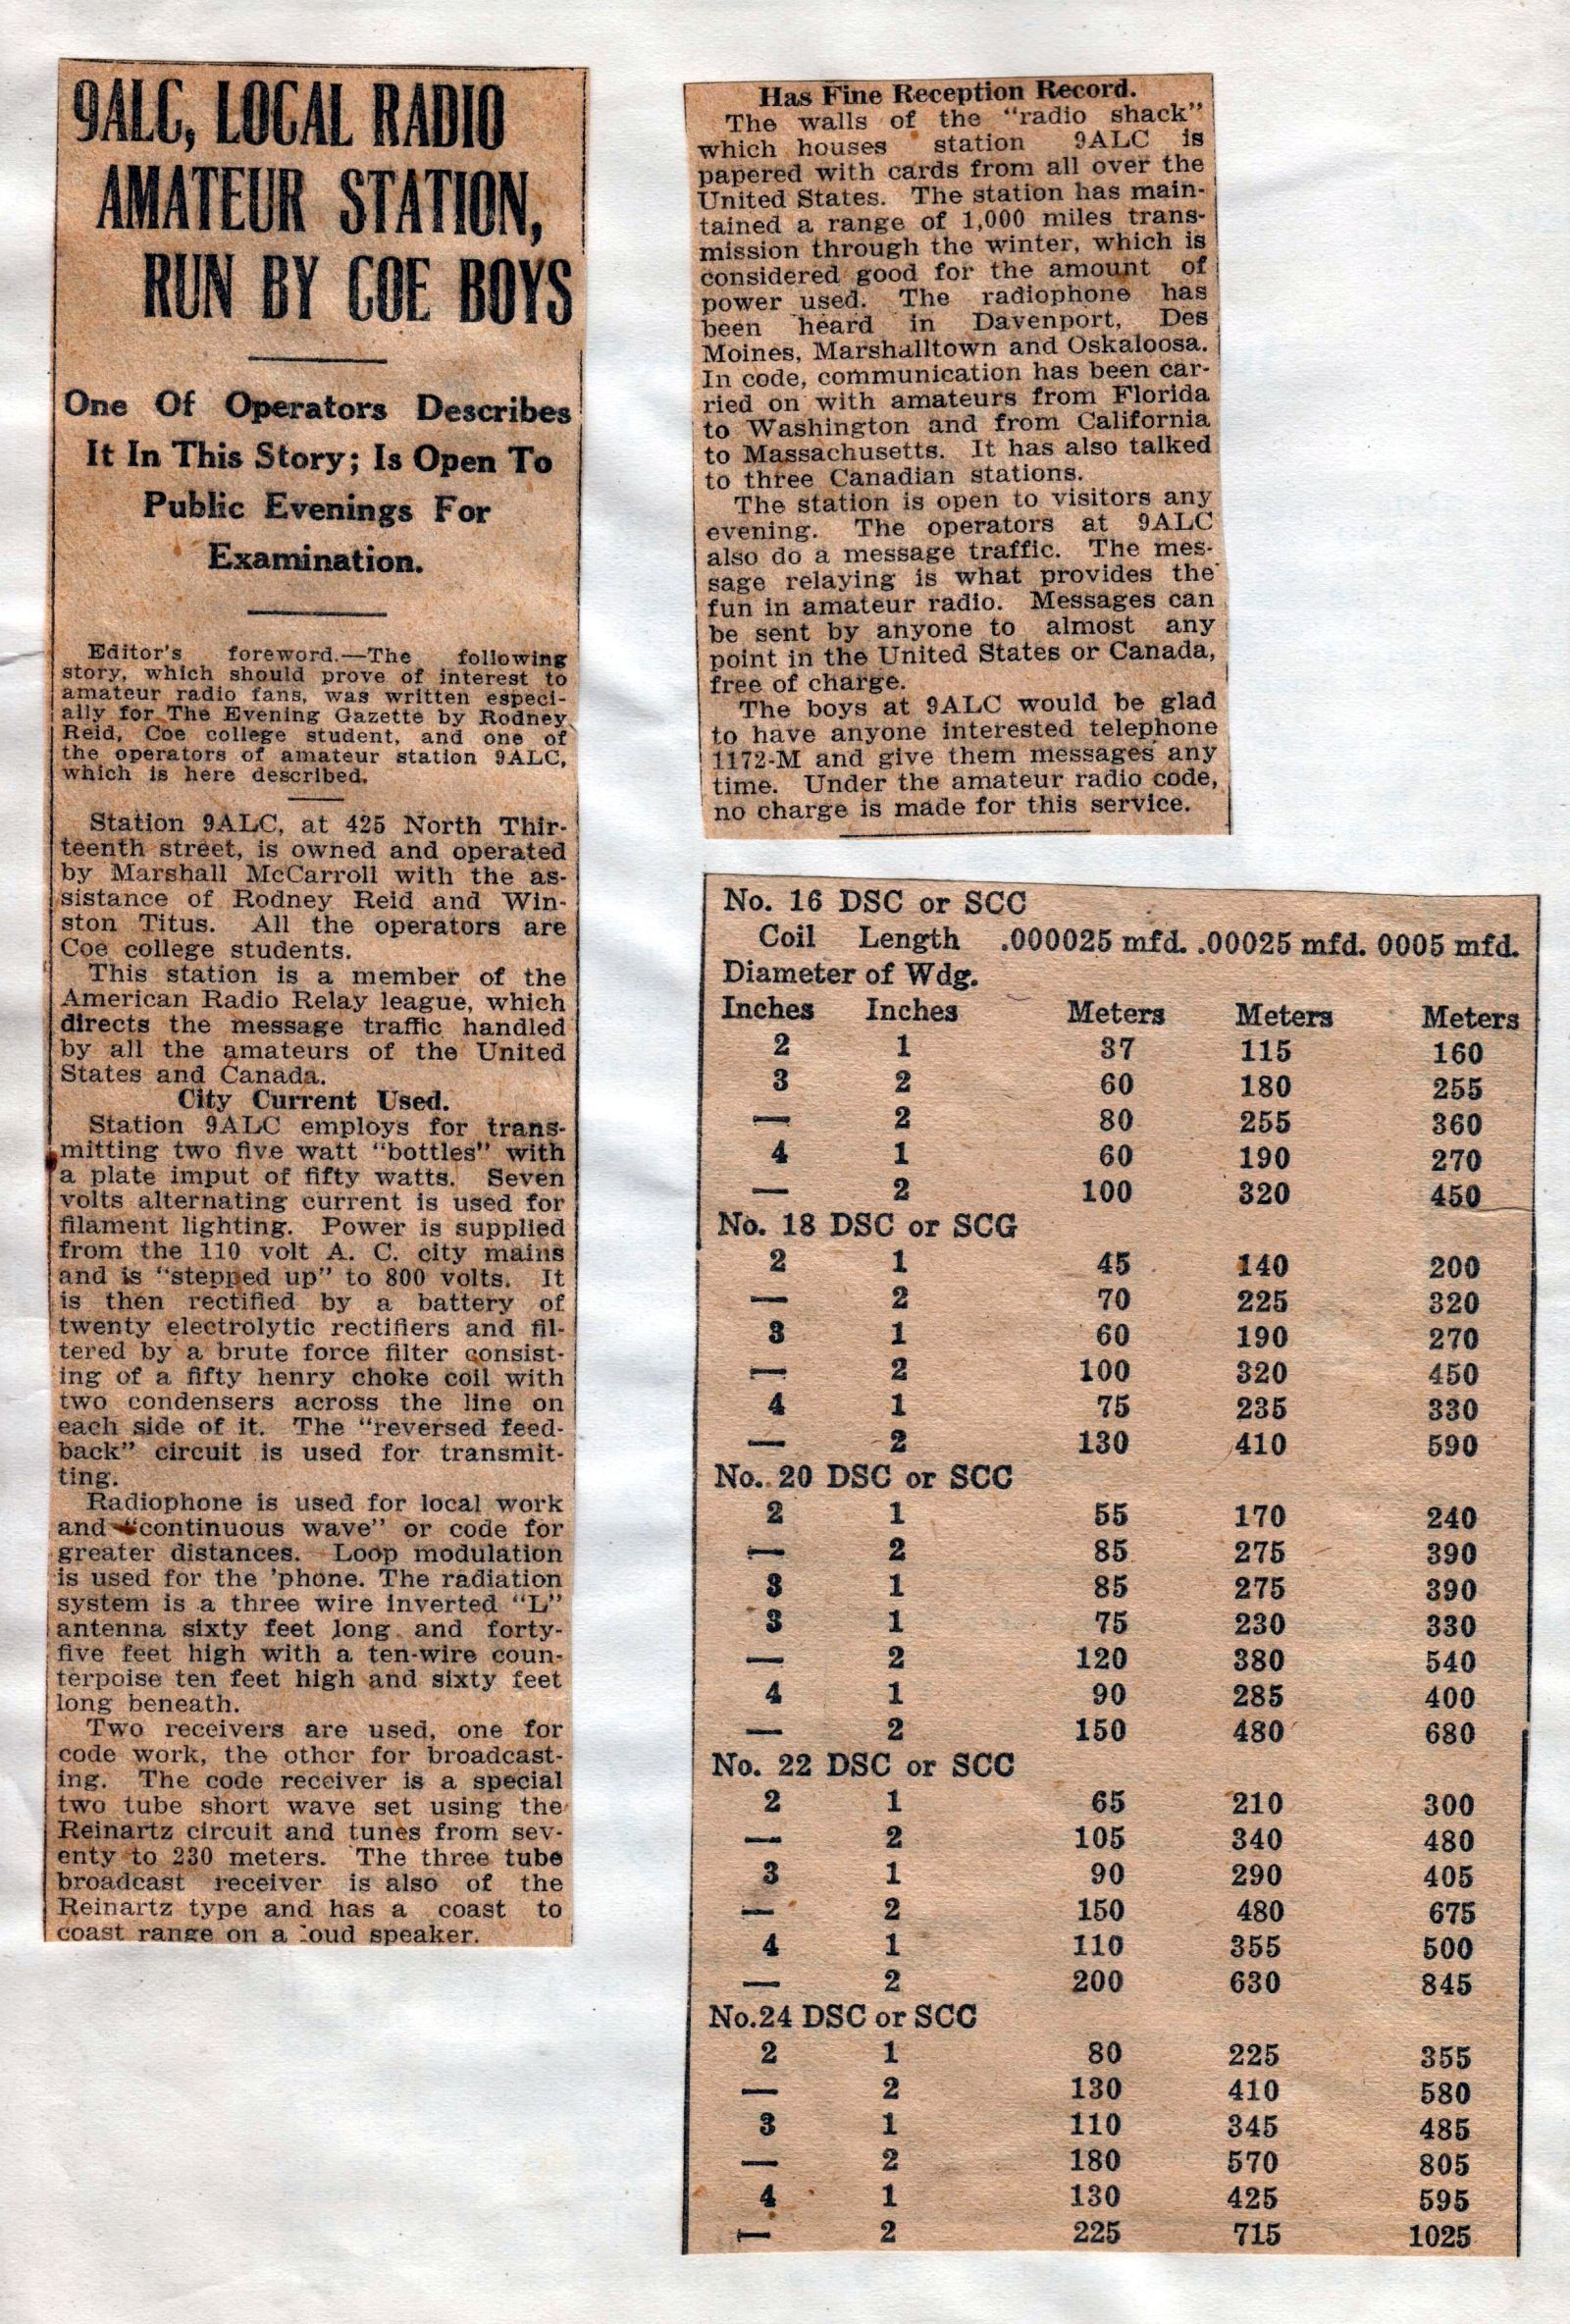 9ALC, LOCAL RADIO
AMATEUR STATION,
RUN BY COE BOYS
One Of Operators Describes
It In This Story; Is Open To
Public Evenings For
Examination.
Editor's foreword.—The following
story, which should prove of interest to
amateur radio fans, was written especi-
ally for The Evening Gazette by Rodney
Reid, Coe college student, and one of
the operators of amateur station 9ALC,
which is here described.
Station 9ALC, at 425 North Thir-
teenth street, is owned and operated
by Marshall McCarroll with the as-
sistance of Rodney Reid and Win-
ston Titus. All the operators are
Coe college students.
This station is a member of the
American Radio Relay league, which
directs the message traffic handled
by all the amateurs of the United
States and Canada.
City Current Used.
Station 9ALC employs for trans-
mitting two five watt "bottles" with
a plate imput of fifty watts. Seven
volts alternating current is used for
filament lighting. Power is supplied
from the 110 volt A. C. city mains
and is "stepped up" to 800 volts. It
is then rectified by a battery of
twenty electrolytic rectifiers and fil-
tered by a brute force filter consist-
ing of a fifty henry choke coil with
two condensers across the line on
each side of it. The "reversed feed-
back" circuit is used for transmit-
ting.
Radiophone is used for local work
and "continuous wave" or code for
greater distances. Loop modulation
is used for the 'phone. The radiation
system is a three wire inverted "L"
antenna sixty feet long and forty-
five feet high with a ten-wire coun-
terpoise ten feet high and sixty feet
long beneath.
Two receivers are used, one for
code work, the other for broadcast-
ing. The code receiver is a special
two tube short wave set using the
Reinartz circuit and tunes from sev-
enty to 230 meters. The three tube
broadcast receiver is also of the
Reinartz type and has a coast to
coast range on a loud speaker.
Has Fine Reception Record.
The walls of the "radio shack"
which houses station 9ALC is
papered with cards from all over the
United States. The station has main-
tained a range of 1,000 miles trans-
mission through the winter, which is
considered good for the amount of
power used. The radiophone has
been heard in Davenport, Des
Moines, Marshalltown and Oskaloosa.
In code, communication has been car-
ried on with amateurs from Florida
to Washington and from California
to Massachusetts. It has also talked
to three Canadian stations.
The station is open to visitors any
evening. The operators at 9ALC
also do a message traffic. The mes-
sage relaying is what provides the
fun in amateur radio. Messages can
be sent by anyone to almost any
point in the United States or Canada,
free of charge.
The boys at 9ALC would be glad
to have anyone interested telephone
1172-M and give them messages any
time. Under the amateur radio code,
no charge is made for this service.
No. 16 DSC or SCC
Coil Length .000025 mfd. .00025 mfd. 0005 mfd.
Diameter of Wdg.
Inches Inches Meters Meters Meters
2 1 37 115 160
3 2 60 180 255
— 2 80 255 360
4 1 60 190 270
— 2 100 320 450
No. 18 DSC or SCG
2 1 45 140 200
— 2 70 225 320
3 1 60 190 270
— 2 100 320 450
4 1 75 235 330
— 2 130 410 590
No. 20 DSC or SCC
2 1 55 170 240
— 2 85 275 390
3 1 85 275 390
3 1 75 230 330
— 2 120 380 540
4 1 90 285 400
— 2 150 480 680
No. 22 DSC or SCC
2 1 65 210 300
— 2 105 340 480
3 1 90 290 405
— 2 150 480 675
4 1 110 355 500
— 2 200 630 845
No.24 DSC or SCC
2 1 80 225 355
— 2 130 410 580
3 1 110 345 485
— 2 180 570 805
4 1 130 425 595
— 2 225 715 1025